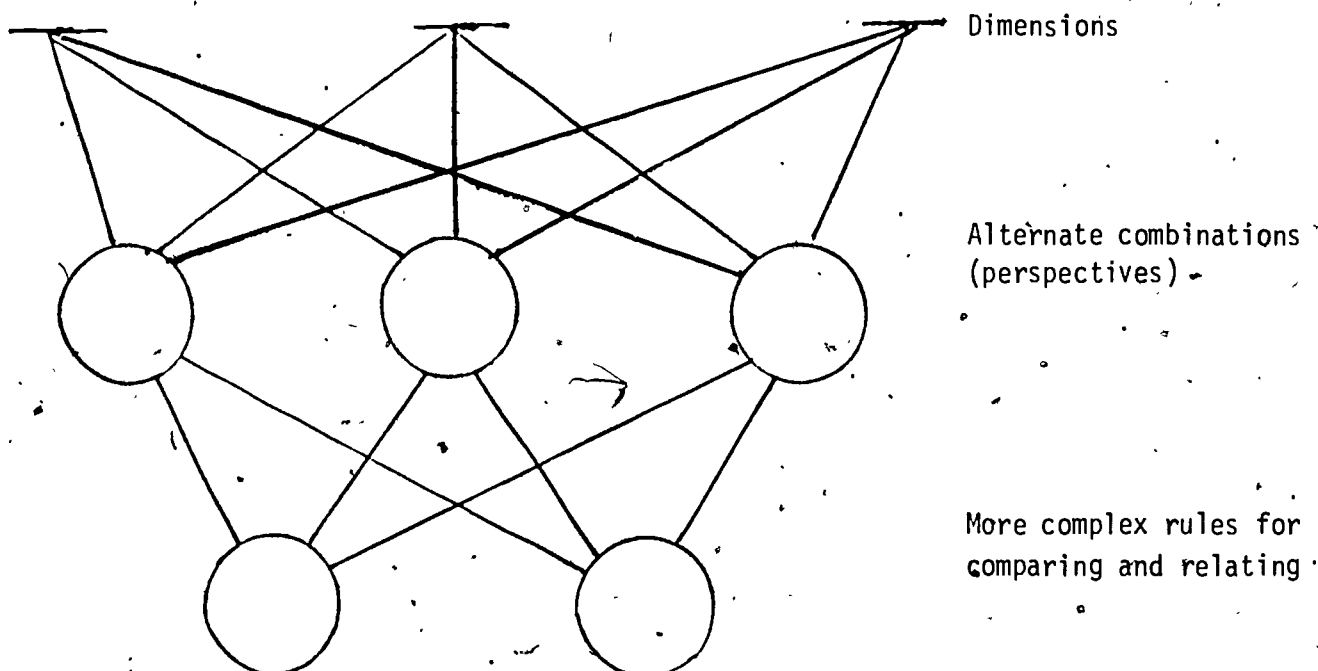 Dimensions
Alternate combinations
(perspectives)
More complex rules for
comparing and relating